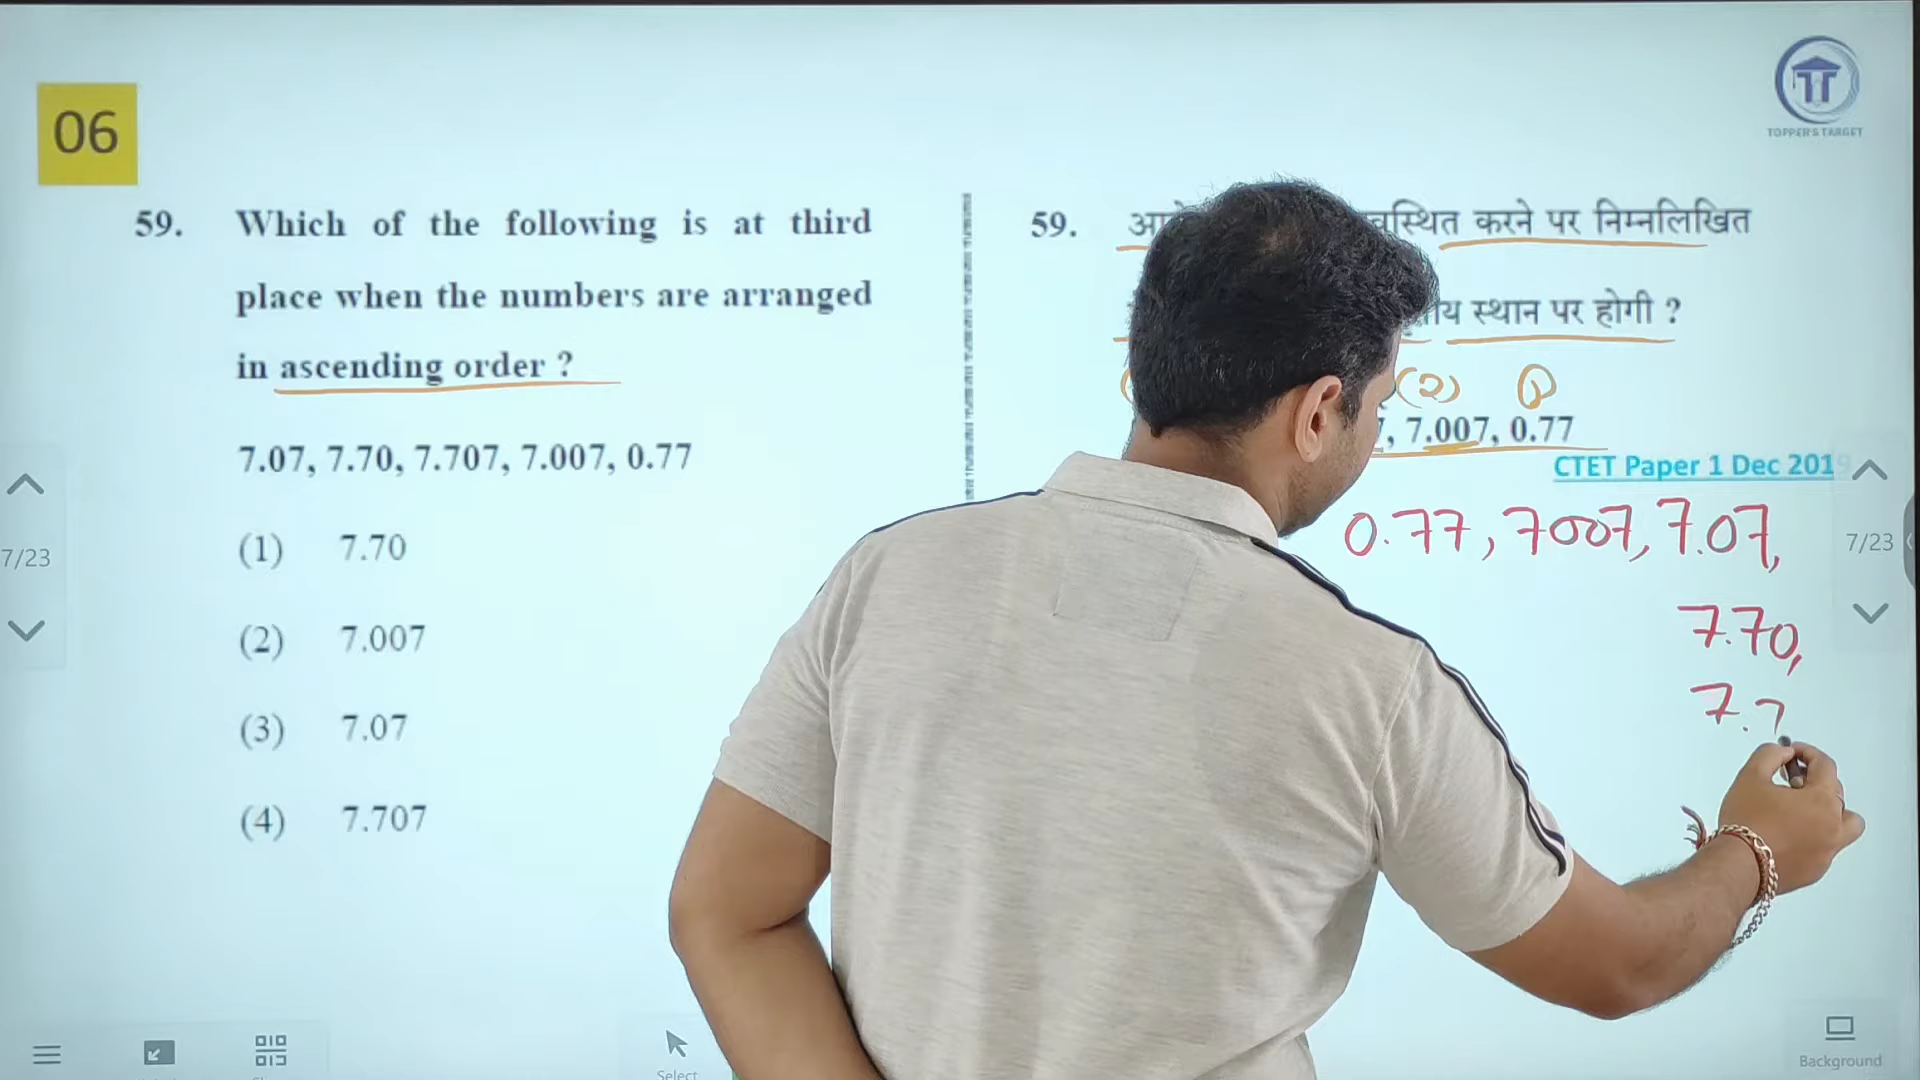 06
TOPPER'S TARGET
59. Which of the following is at third
place when the numbers are arranged
in ascending order ?
7.07, 7.70, 7.707, 7.007, 0.77
(1) 7.70
(2) 7.007
(3) 7.07
(4) 7.707
59. वस्थित करने पर निम्नलिखित
स्थान पर होगी ?
(2)
, 7.007, 0.77
CTET Paper 1 Dec 2019
0.77, 7007, 7.07,
7.70,
7.7
7/23
7/23
Select
Background